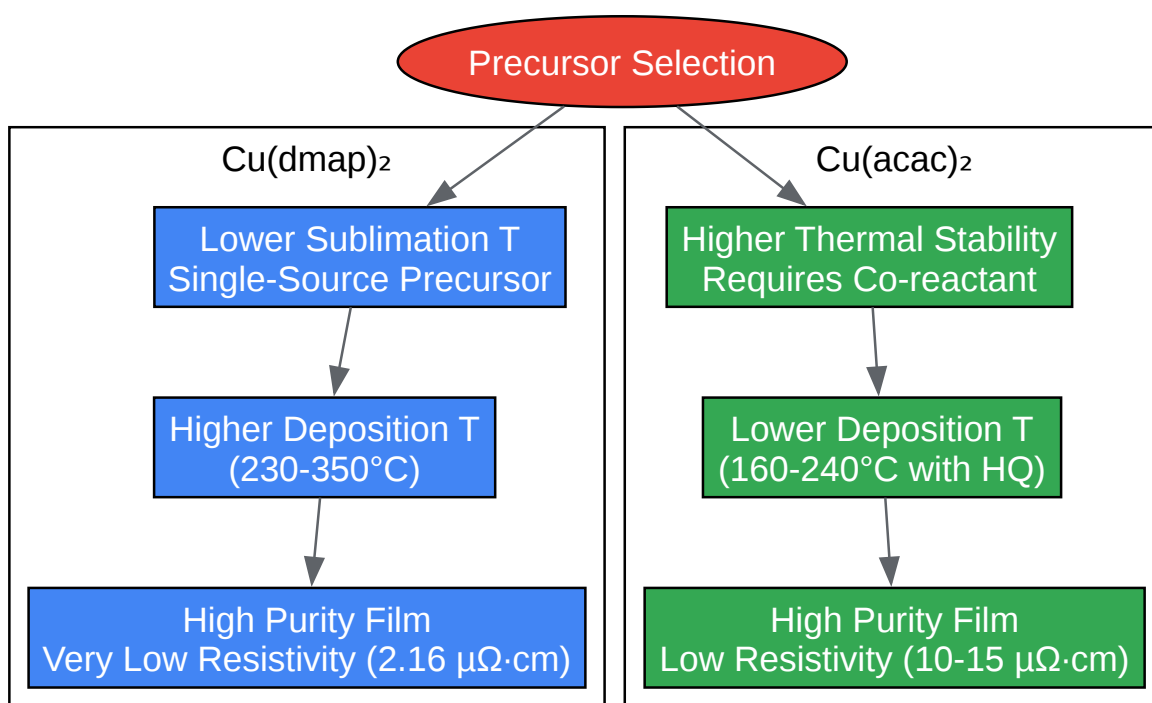 Precursor Selection
Cu(dmap)₂
Lower Sublimation T
Single-Source Precursor
Higher Deposition T
(230-350°C)
High Purity Film
Very Low Resistivity (2.16 µΩ·cm)
Cu(acac)₂
Higher Thermal Stability
Requires Co-reactant
Lower Deposition T
(160-240°C with HQ)
High Purity Film
Low Resistivity (10-15 µΩ·cm)